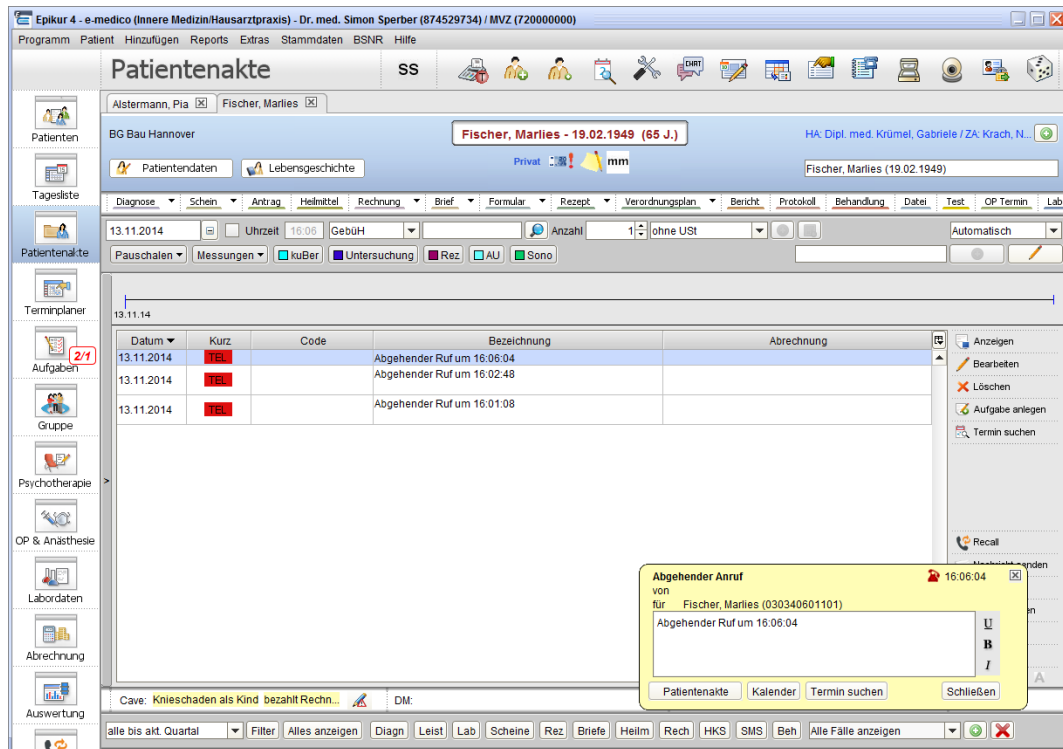 Epikur 4 - e-medico (Innere Medizin/Hausarztpraxis) - Dr. med. Simon Sperber (874529734) / MVZ (720000000)
Programm Patient Hinzufügen Reports Extras Stammdaten BSNR Hilfe
Patientenakte SS
Alstermann, Pia Fischer, Marlies
BG Bau Hannover Fischer, Marlies - 19.02.1949 (65 J.) HA: Dipl. med. Krümel, Gabriele / ZA: Krach, N...
Patientendaten Lebensgeschichte Privat mm Fischer, Marlies (19.02.1949)
Diagnose Schein Antrag Heilmittel Rechnung Brief Formular Rezept Verordnungsplan Bericht Protokoll Behandlung Datei Test OP Termin Lab
13.11.2014 Uhrzeit 16:06 GebüH Anzahl 1 ohne USt Automatisch
Pauschalen Messungen kuBer Untersuchung Rez AU Sono
13.11.14
Datum Kurz Code Bezeichnung Abrechnung
13.11.2014 TEL Abgehender Ruf um 16:06:04
13.11.2014 TEL Abgehender Ruf um 16:02:48
13.11.2014 TEL Abgehender Ruf um 16:01:08
Patienten
Tagesliste
Patientenakte
Terminplaner
2/1
Aufgaben
Gruppe
Psychotherapie
>
OP & Anästhesie
Labordaten
Abrechnung
Auswertung
Anzeigen
Bearbeiten
Löschen
Aufgabe anlegen
Termin suchen
Recall
Abgehender Anruf 16:06:04
von
für Fischer, Marlies (030340601101)
Abgehender Ruf um 16:06:04
U
B
I
Patientenakte Kalender Termin suchen Schließen
A
Cave: Knieschaden als Kind bezahlt Rechn... DM:
alle bis akt. Quartal Filter Alles anzeigen Diagn Leist Lab Scheine Rez Briefe Heilm Rech HKS SMS Beh Alle Fälle anzeigen